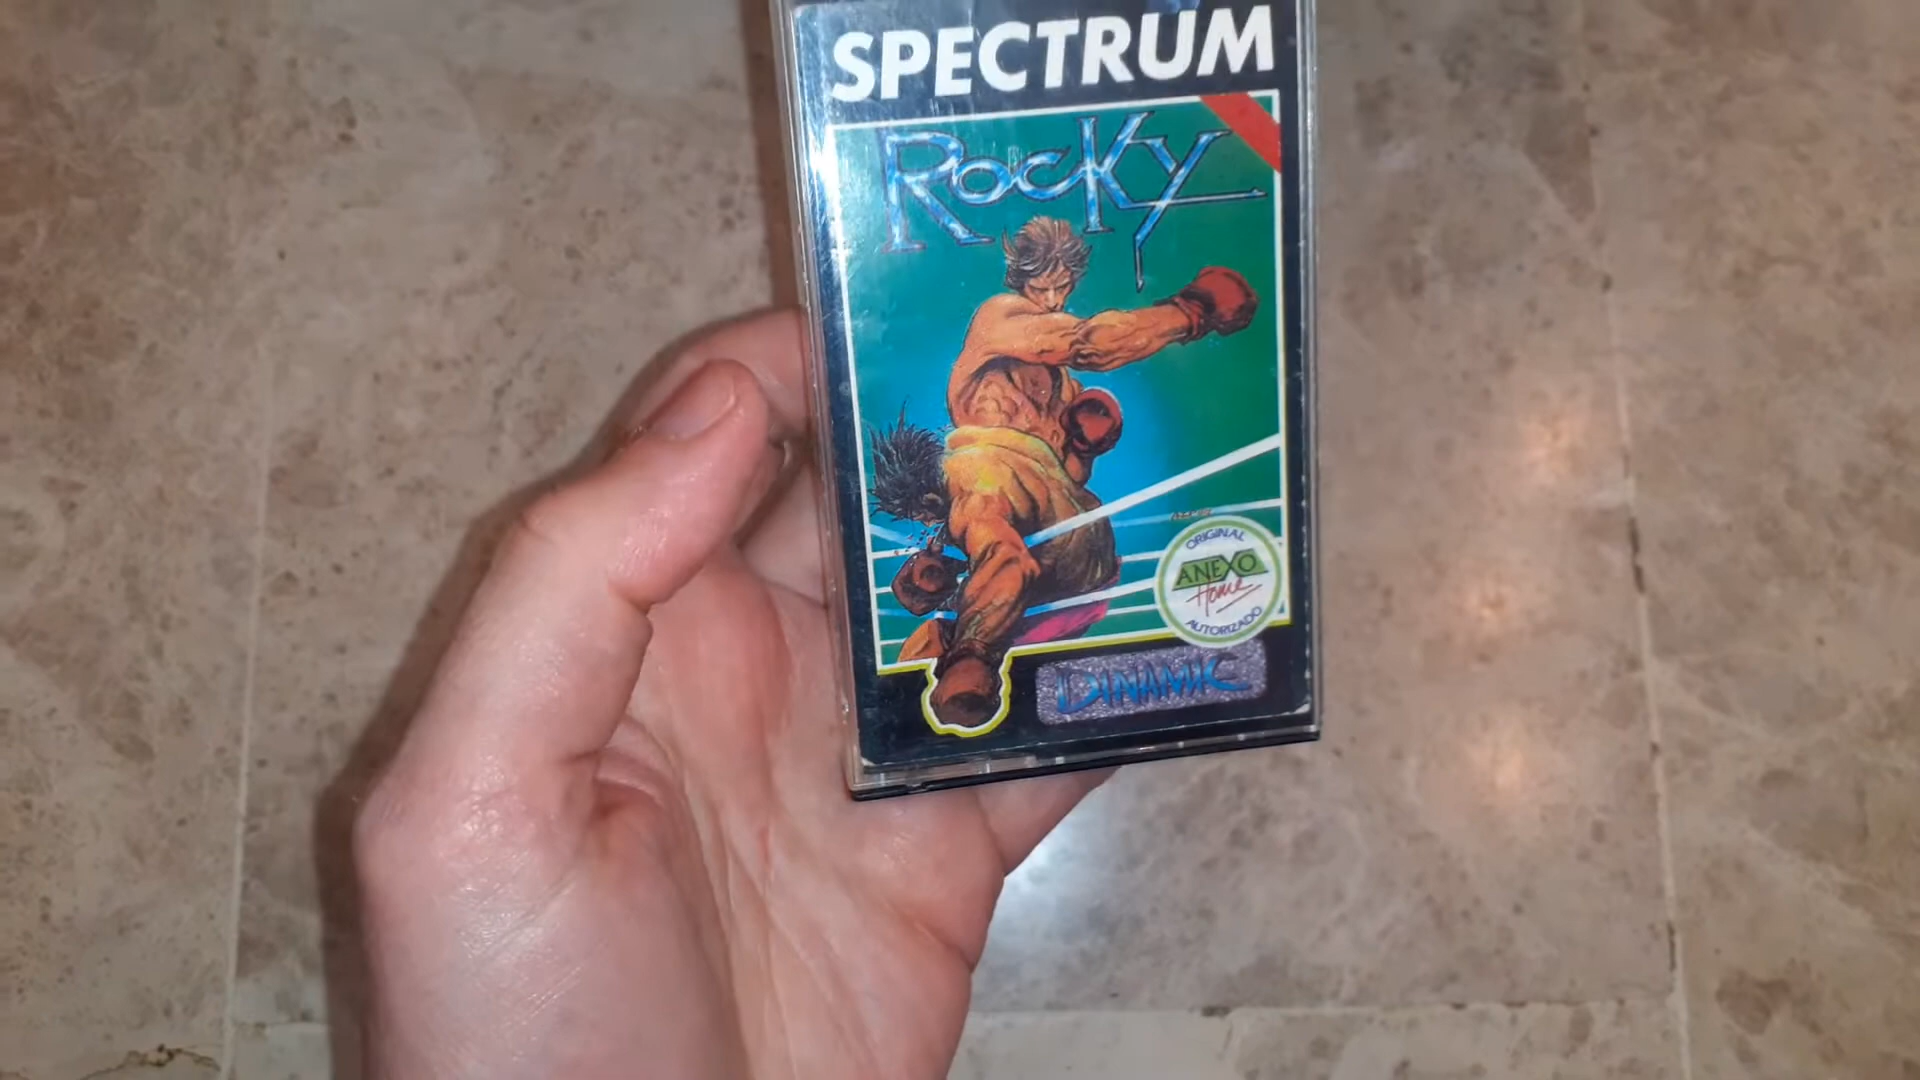 SPECTRUM
ROCKY
ORIGINAL
ANEXO
Home
AUTORIZADO
DINAMIC